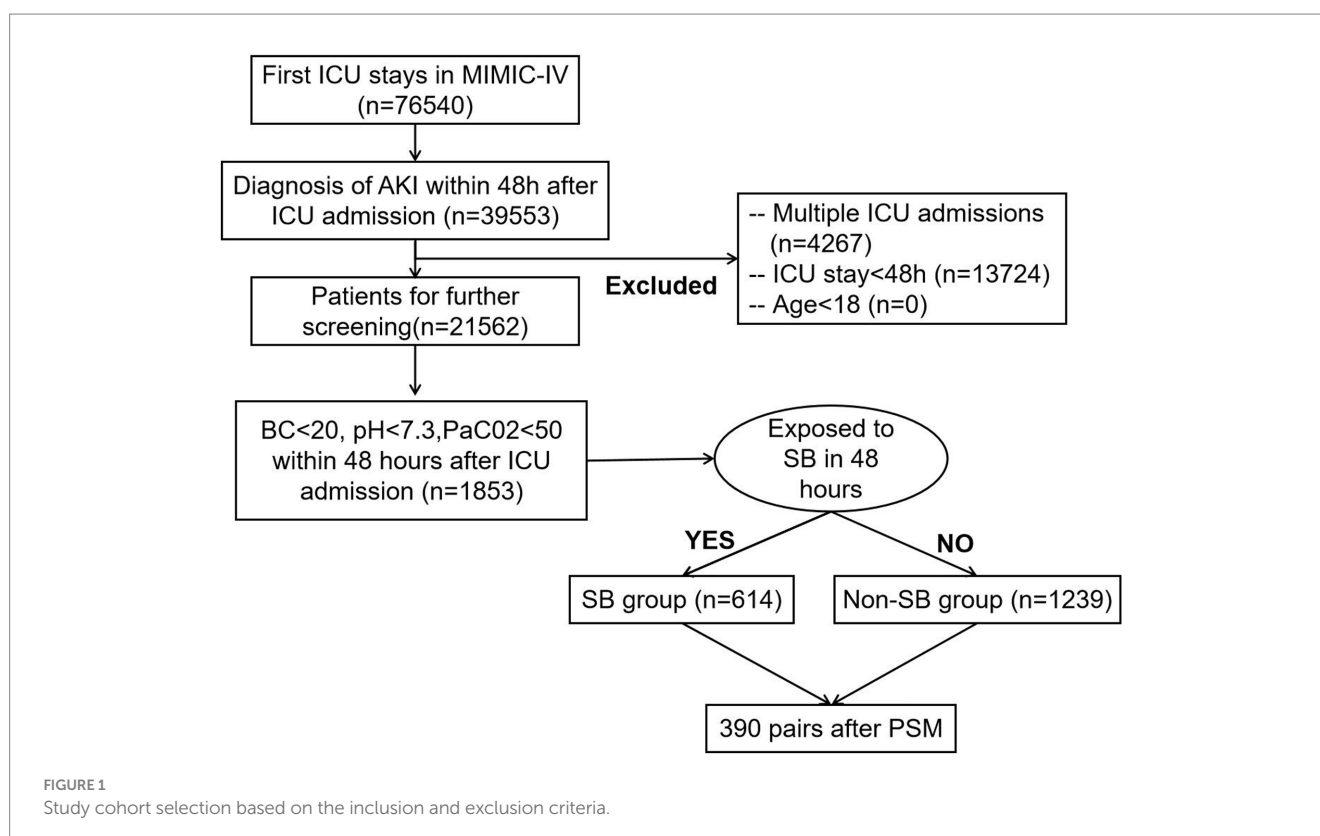 First ICU stays in MIMIC-IV
(n=76540)
Diagnosis of AKI within 48h after
ICU admission (n=39553)
-- Multiple ICU admissions
(n=4267)
-- ICU stay<48h (n=13724)
-- Age<18 (n=0)
Excluded
Patients for further
screening(n=21562)
BC<20, pH<7.3,PaC02<50
within 48 hours after ICU
admission (n=1853)
Exposed to
SB in 48
hours
YES
NO
SB group (n=614)
Non-SB group (n=1239)
390 pairs after PSM
FIGURE 1
Study cohort selection based on the inclusion and exclusion criteria.